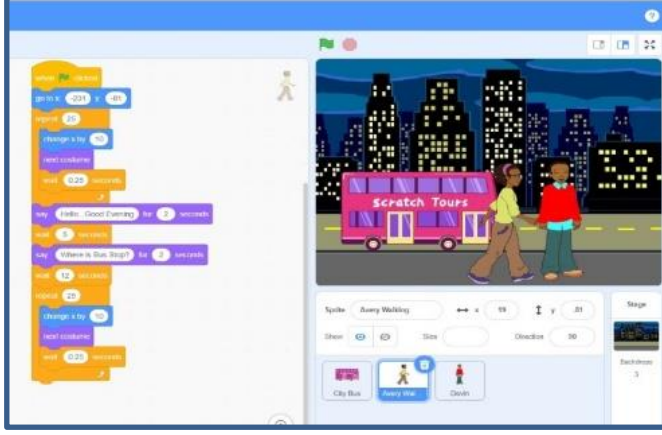 ?
when clicked
go to x: -231 y: -81
repeat 25
change x by 10
next costume
wait 0.25 seconds
say Hello . Good Evening for 2 seconds
wait 5 seconds
say Where is Bus Stop? for 2 seconds
wait 12 seconds
repeat 25
change x by 10
next costume
wait 0.25 seconds
Scratch Tours
Sprite Avery Walking x 19 y
Show Size Direction 90
City Bus Avery Wal... Devin
Stage
Backdrops
3